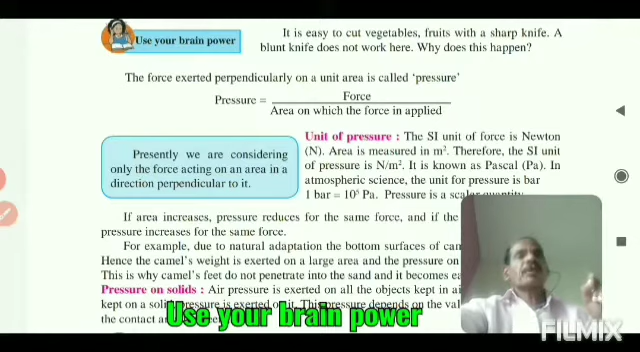 Use your brain power
It is easy to cut vegetables, fruits with a sharp knife. A
blunt knife does not work here. Why does this happen?
The force exerted perpendicularly on a unit area is called ‘pressure’
Pressure = Force
Area on which the force in applied
Presently we are considering
only the force acting on an area in a
direction perpendicular to it.
Unit of pressure : The SI unit of force is Newton
(N). Area is measured in m². Therefore, the SI unit
of pressure is N/m². It is known as Pascal (Pa). In
atmospheric science, the unit for pressure is bar
1 bar = 10⁵ Pa. Pressure is a scalar quantity.
If area increases, pressure reduces for the same force, and if the
pressure increases for the same force.
For example, due to natural adaptation the bottom surfaces of
Hence the camel's weight is exerted on a large area and the pressure on
This is why camel's feet do not penetrate into the sand and it becomes
Pressure on solids : Air pressure is exerted on all the objects kept in
kept on a solid pressure is exerted on it. This pressure depends on the
the contact
Use your brain power
FILMIX